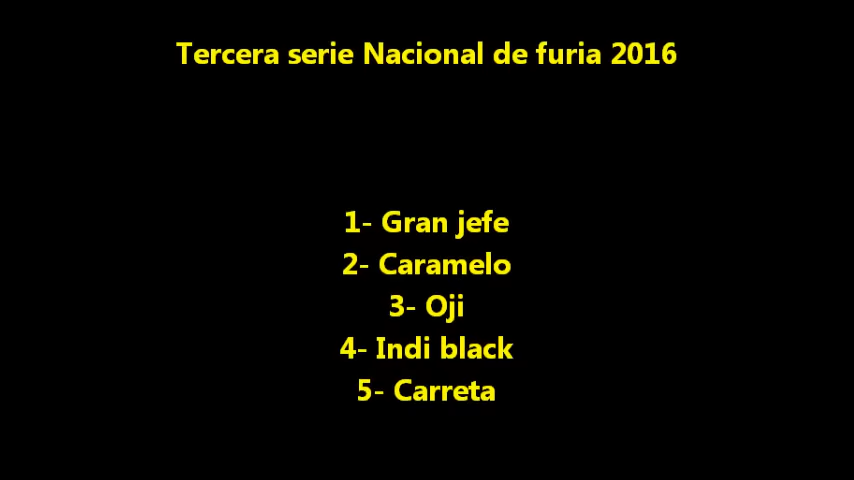 Tercera serie Nacional de furia 2016
1- Gran jefe
2- Caramelo
3- Oji
4- Indi black
5- Carreta